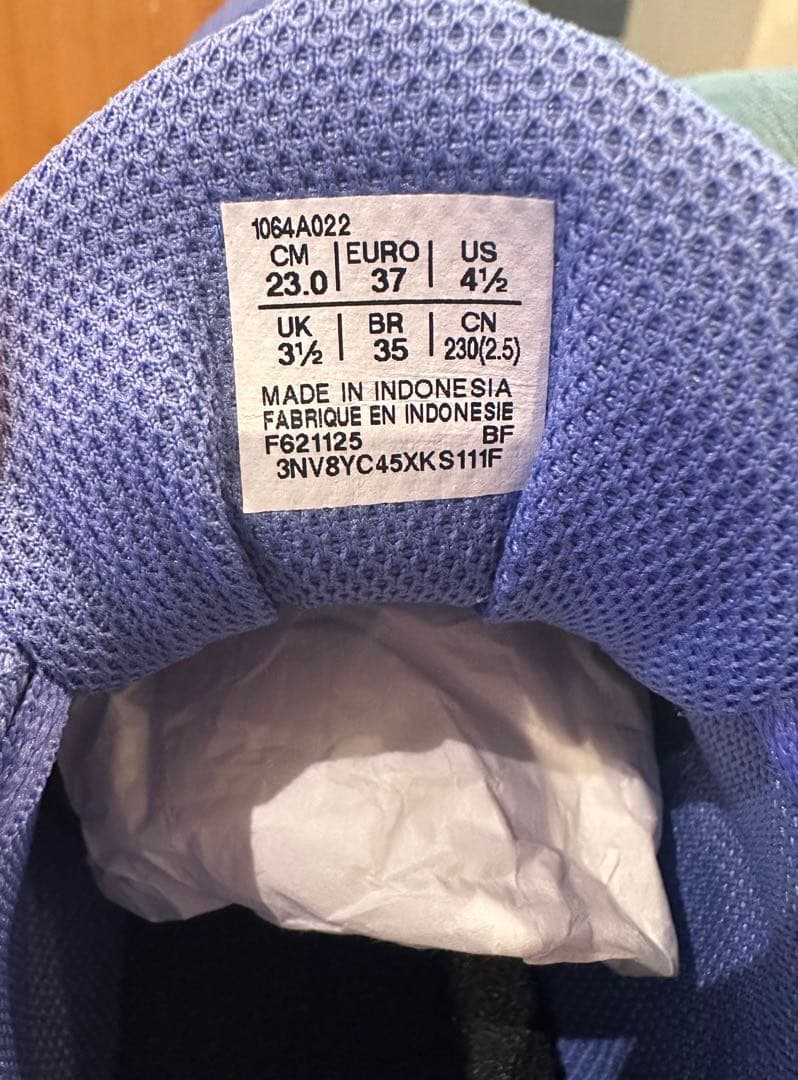 1064A022
CM | EURO | US
23.0 | 37 | 4½
UK | BR | CN
3½ | 35 | 230(2.5)
MADE IN INDONESIA
FABRIQUE EN INDONESIE
F621125 BF
3NV8YC45XKS111F